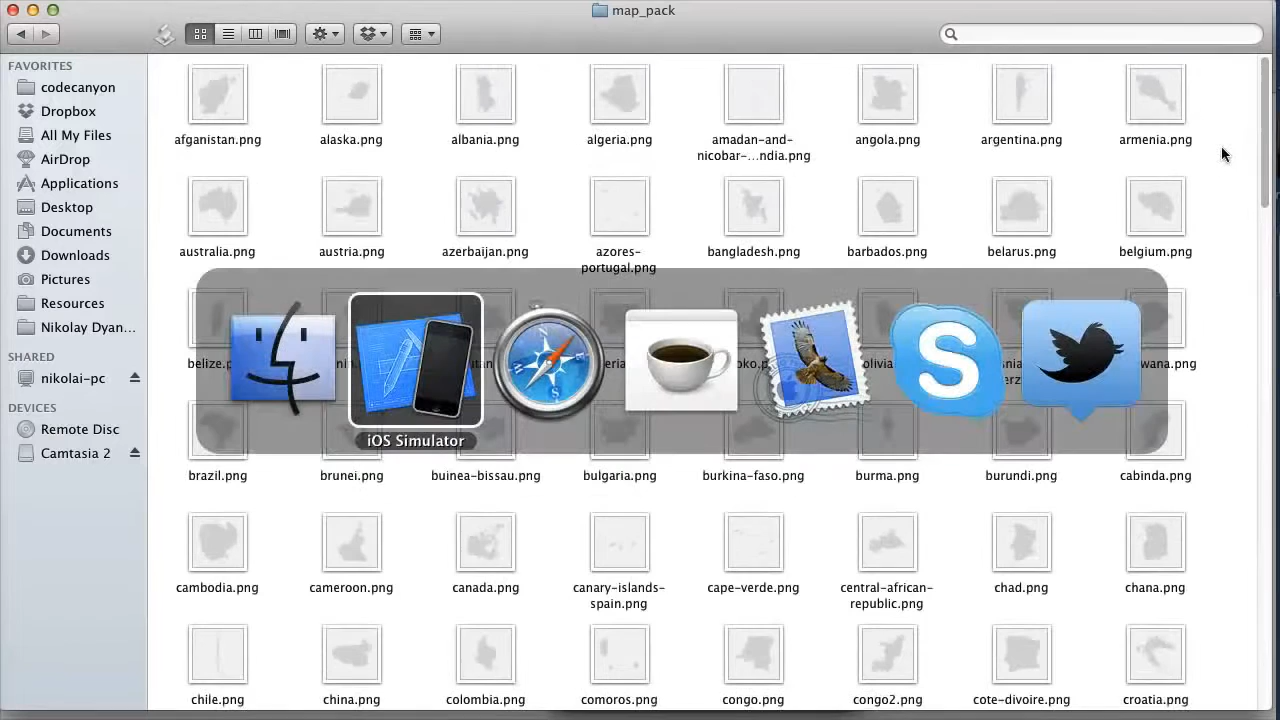 map_pack
FAVORITES
codecanyon
Dropbox
All My Files
AirDrop
Applications
Desktop
Documents
Downloads
Pictures
Resources
Nikolay Dyan...
SHARED
nikolai-pc
DEVICES
Remote Disc
Camtasia 2
afganistan.png
alaska.png
albania.png
algeria.png
amadan-and-
nicobar-...ndia.png
angola.png
argentina.png
armenia.png
australia.png
austria.png
azerbaijan.png
azores-
portugal.png
bangladesh.png
barbados.png
belarus.png
belgium.png
iOS Simulator
brazil.png
brunei.png
buinea-bissau.png
bulgaria.png
burkina-faso.png
burma.png
burundi.png
cabinda.png
cambodia.png
cameroon.png
canada.png
canary-islands-
spain.png
cape-verde.png
central-african-
republic.png
chad.png
chana.png
chile.png
china.png
colombia.png
comoros.png
congo.png
congo2.png
cote-divoire.png
croatia.png